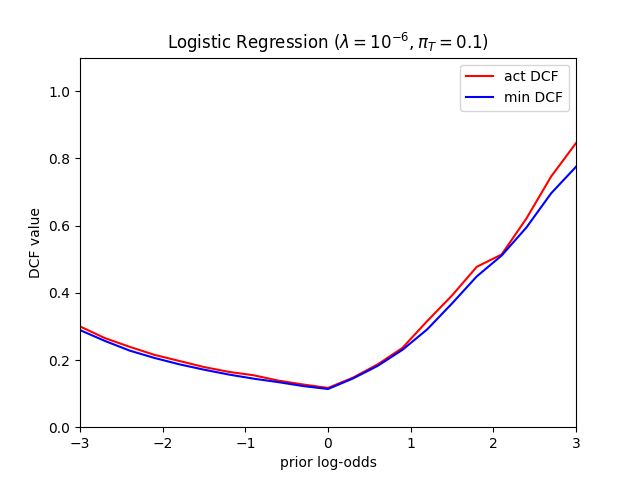 Logistic Regression (λ = 10⁻⁶, π_T = 0.1)
act DCF
min DCF
1.0
0.8
0.6
0.4
0.2
0.0
DCF value
−3
−2
−1
0
1
2
3
prior log-odds